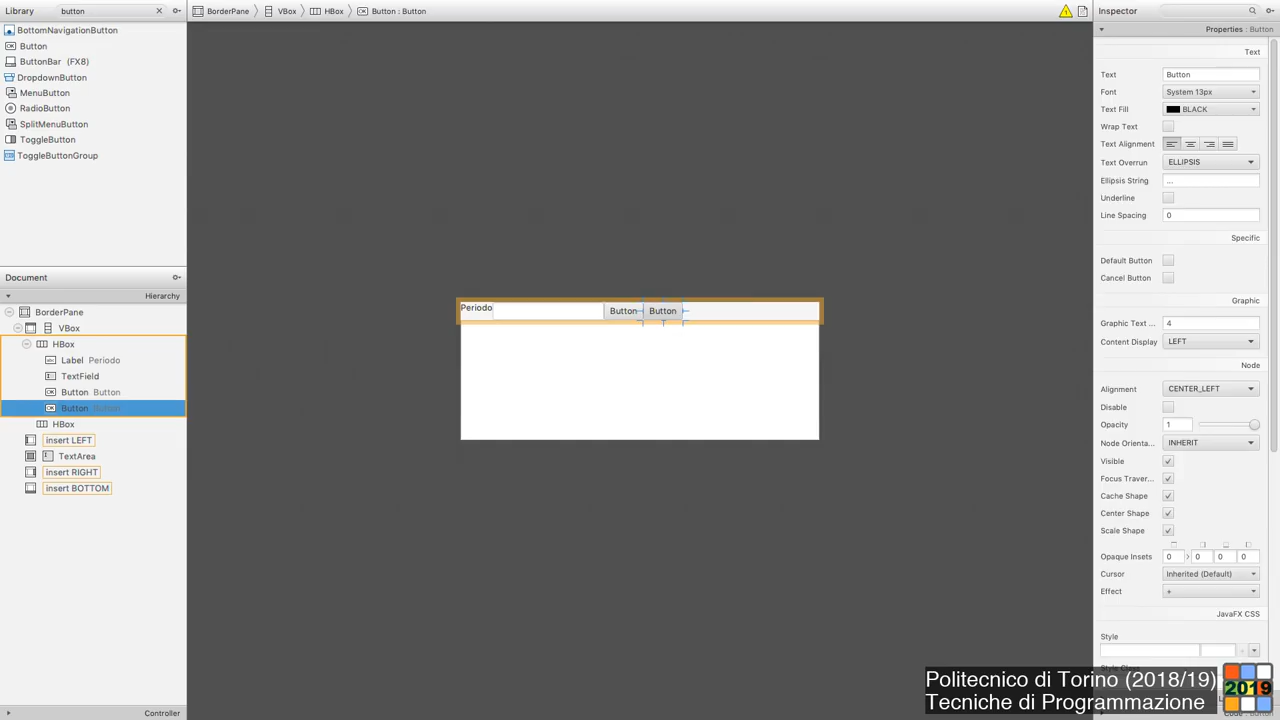 Library
button
BorderPane
VBox
HBox
Button : Button
Inspector
BottomNavigationButton
Button
ButtonBar (FX8)
DropdownButton
MenuButton
RadioButton
SplitMenuButton
ToggleButton
ToggleButtonGroup
Document
Hierarchy
BorderPane
VBox
HBox
Label Periodo
TextField
Button Button
Button Button
HBox
insert LEFT
TextArea
insert RIGHT
insert BOTTOM
Controller
Periodo
Button
Button
Properties : Button
Text
Text Button
Font System 13px
Text Fill BLACK
Wrap Text
Text Alignment
Text Overrun ELLIPSIS
Ellipsis String ...
Underline
Line Spacing 0
Specific
Default Button
Cancel Button
Graphic
Graphic Text ... 4
Content Display LEFT
Node
Alignment CENTER_LEFT
Disable
Opacity 1
Node Orienta... INHERIT
Visible
Focus Traver...
Cache Shape
Center Shape
Scale Shape
Opaque Insets 0 0 0 0
Cursor Inherited (Default)
Effect +
JavaFX CSS
Style
Politecnico di Torino (2018/19)
Tecniche di Programmazione
2019